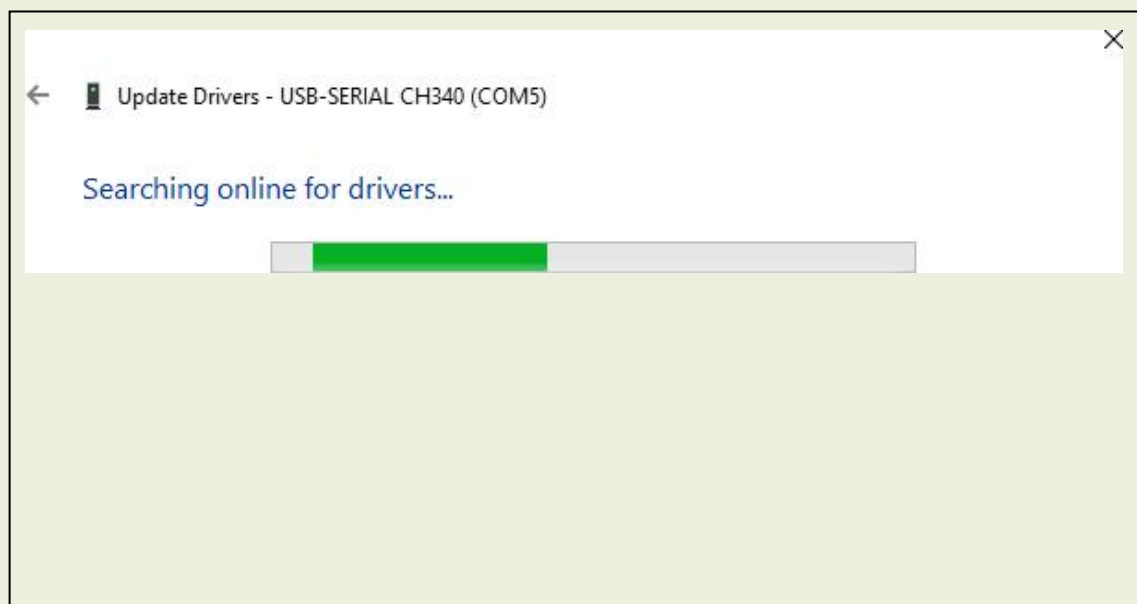 Update Drivers - USB-SERIAL CH340 (COM5)
Searching online for drivers...